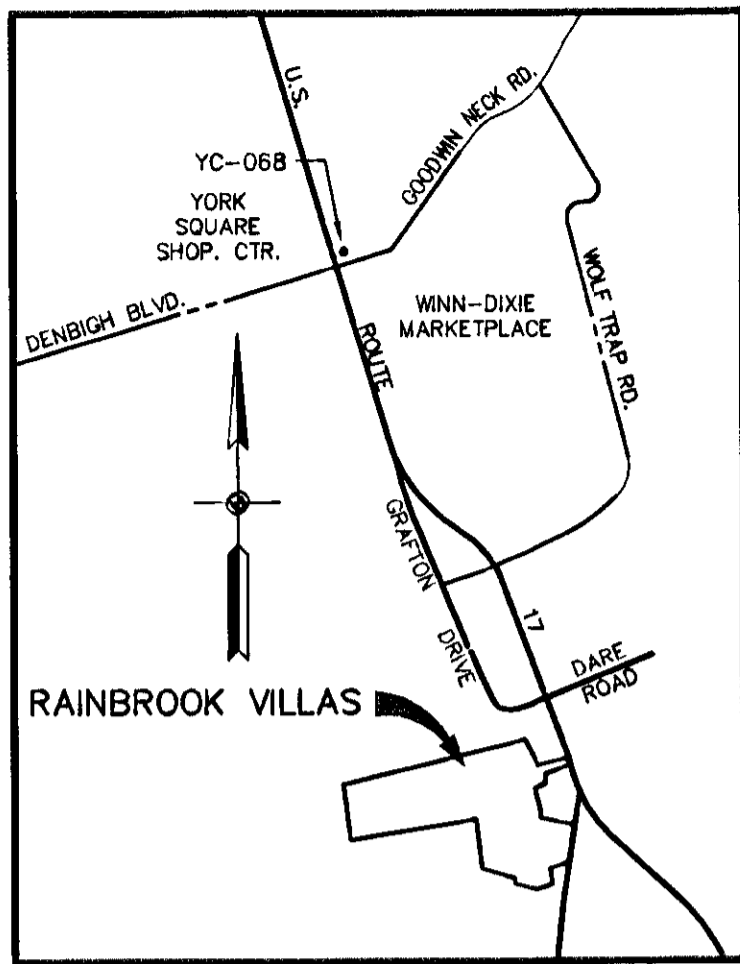 U.S.
GOODWIN NECK RD.
YC-068
YORK
SQUARE
SHOP. CTR.
DENBIGH BLVD.
WINN-DIXIE
MARKETPLACE
WOLF TRAP RD.
ROUTE
GRAFTON
DRIVE
17
DARE
ROAD
RAINBROOK VILLAS